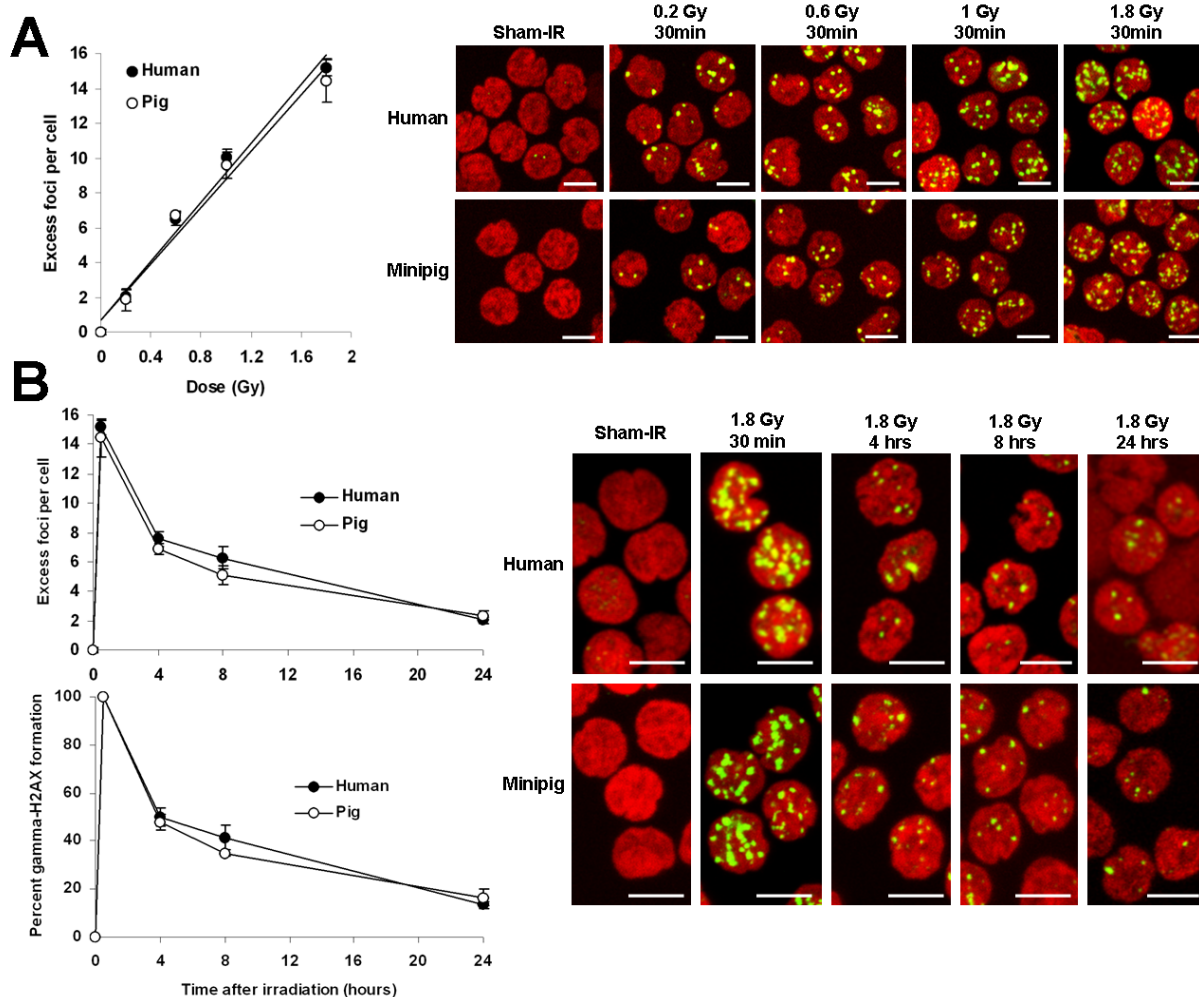 A
16
14
12
10
8
6
4
2
0
Excess foci per cell
Human
Pig
0 0.4 0.8 1.2 1.6 2
Dose (Gy)
Sham-IR
0.2 Gy
30min
0.6 Gy
30min
1 Gy
30min
1.8 Gy
30min
Human
Minipig
B
16
14
12
10
8
6
4
2
0
Excess foci per cell
Human
Pig
0 4 8 12 16 20 24
100
80
60
40
20
0
Percent gamma-H2AX formation
Human
Pig
0 4 8 12 16 20 24
Time after irradiation (hours)
Sham-IR
1.8 Gy
30 min
1.8 Gy
4 hrs
1.8 Gy
8 hrs
1.8 Gy
24 hrs
Human
Minipig